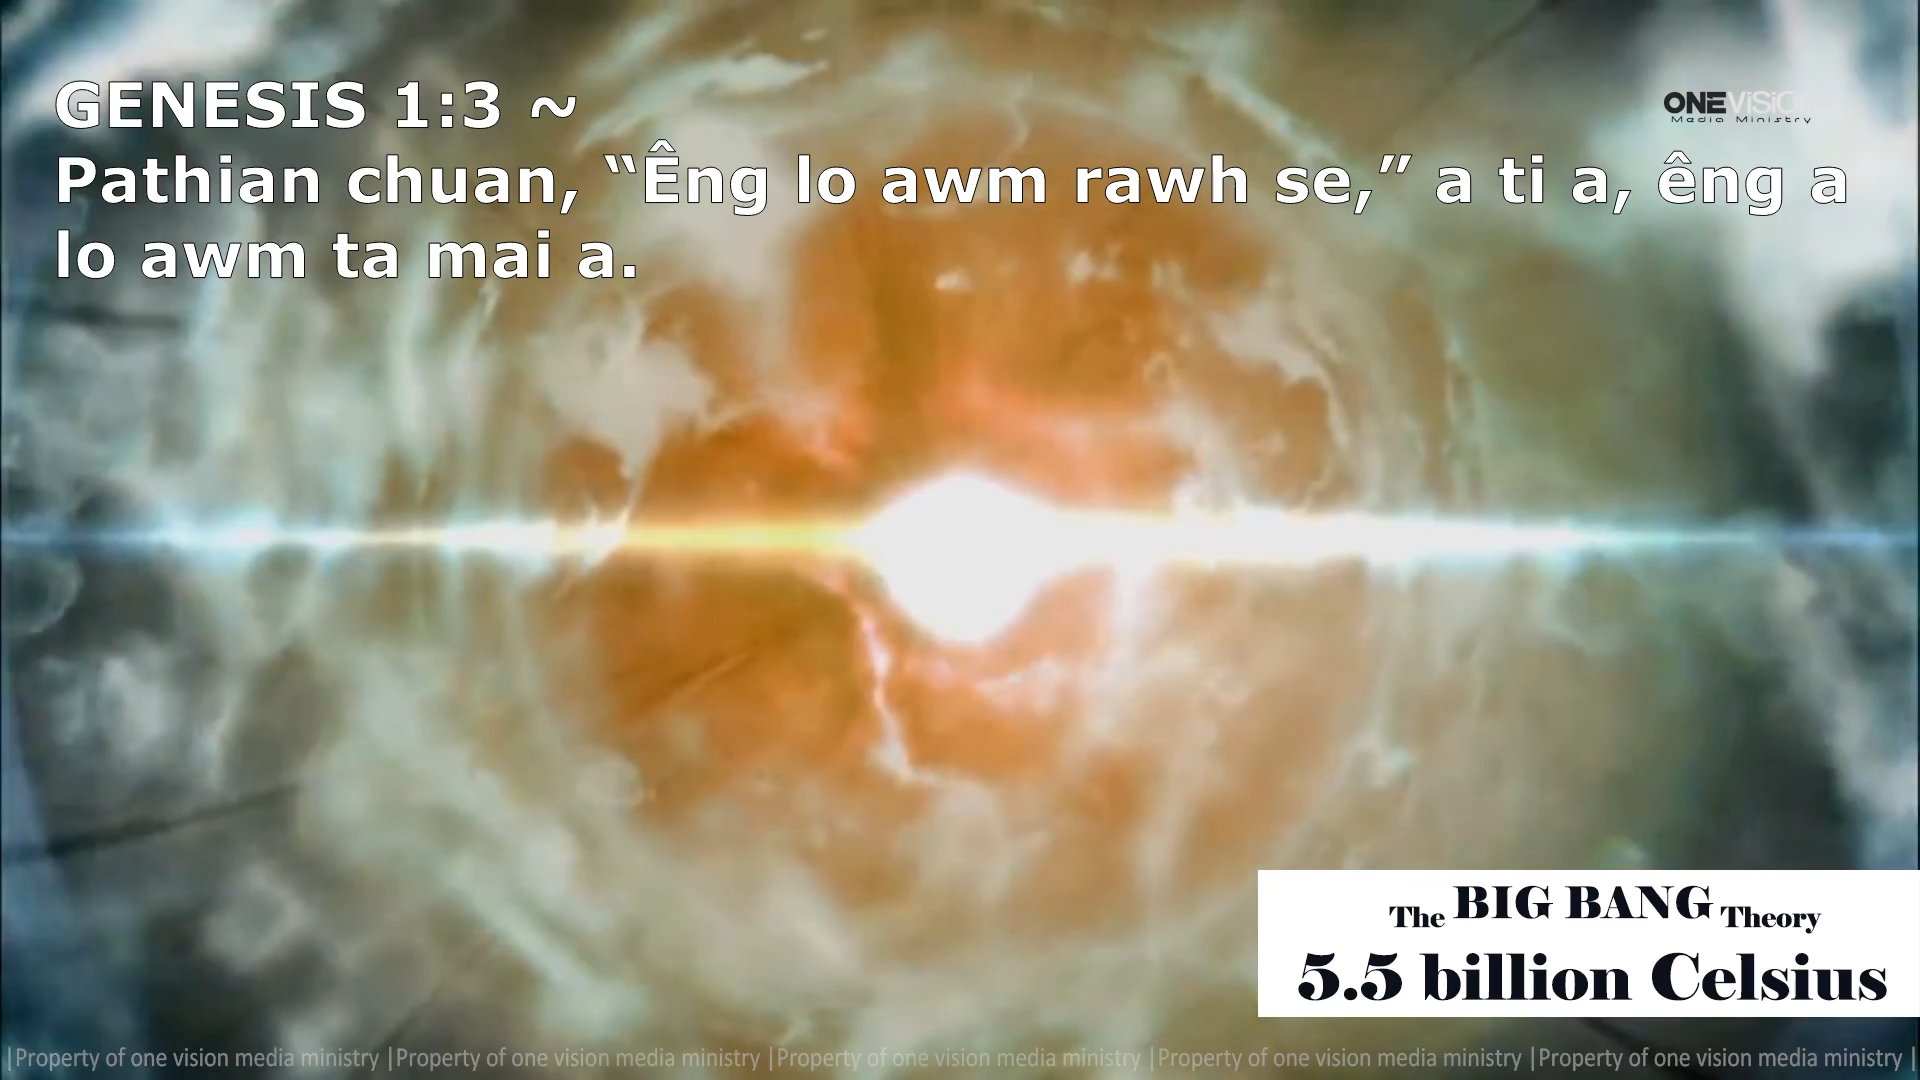 GENESIS 1:3 ~
Pathian chuan, “Êng lo awm rawh se,” a ti a, êng a
lo awm ta mai a.
ONEViSiO
Media Ministry
The BIG BANG Theory
5.5 billion Celsius
|Property of one vision media ministry |Property of one vision media ministry |Property of one vision media ministry |Property of one vision media ministry |Property of one vision media ministry |